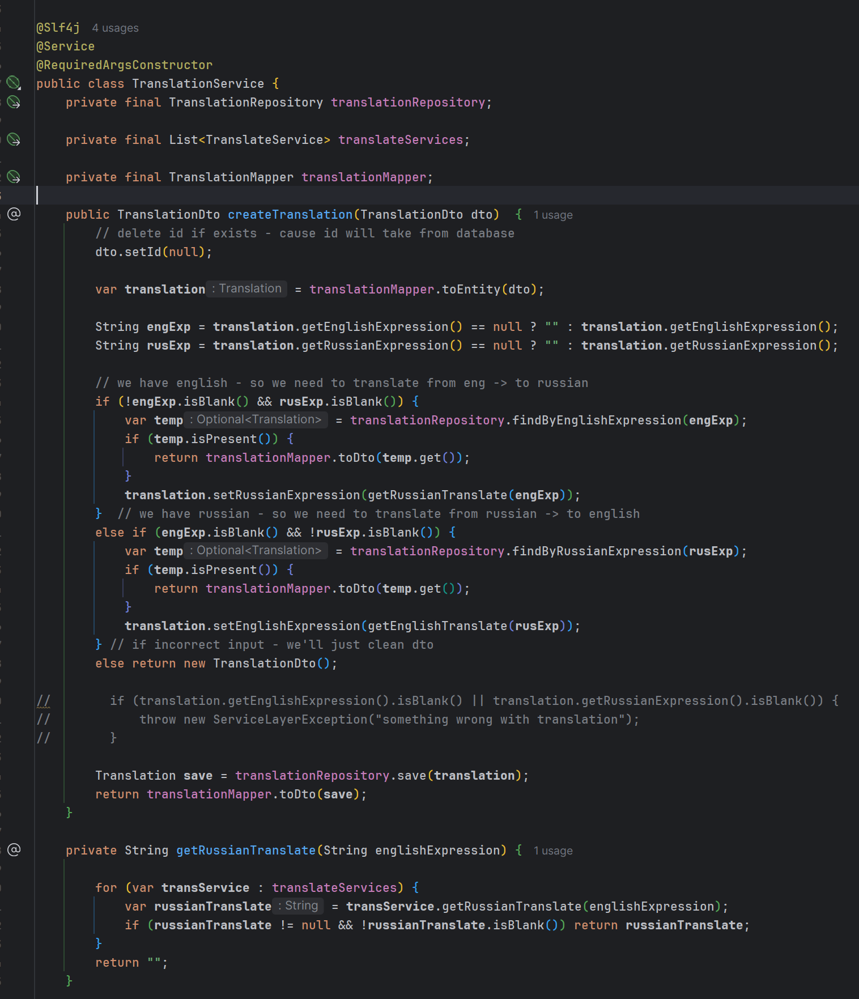 @Slf4j 4 usages
@Service
@RequiredArgsConstructor
public class TranslationService {
    private final TranslationRepository translationRepository;

    private final List<TranslateService> translateServices;

    private final TranslationMapper translationMapper;

@   public TranslationDto createTranslation(TranslationDto dto)  { 1 usage
        // delete id if exists - cause id will take from database
        dto.setId(null);

        var translation : Translation = translationMapper.toEntity(dto);

        String engExp = translation.getEnglishExpression() == null ? "" : translation.getEnglishExpression();
        String rusExp = translation.getRussianExpression() == null ? "" : translation.getRussianExpression();

        // we have english - so we need to translate from eng -> to russian
        if (!engExp.isBlank() && rusExp.isBlank()) {
            var temp : Optional<Translation> = translationRepository.findByEnglishExpression(engExp);
            if (temp.isPresent()) {
                return translationMapper.toDto(temp.get());
            }
            translation.setRussianExpression(getRussianTranslate(engExp));
        }  // we have russian - so we need to translate from russian -> to english
        else if (engExp.isBlank() && !rusExp.isBlank()) {
            var temp : Optional<Translation> = translationRepository.findByRussianExpression(rusExp);
            if (temp.isPresent()) {
                return translationMapper.toDto(temp.get());
            }
            translation.setEnglishExpression(getEnglishTranslate(rusExp));
        } // if incorrect input - we'll just clean dto
        else return new TranslationDto();

//        if (translation.getEnglishExpression().isBlank() || translation.getRussianExpression().isBlank()) {
//            throw new ServiceLayerException("something wrong with translation");
//        }

        Translation save = translationRepository.save(translation);
        return translationMapper.toDto(save);
    }

@   private String getRussianTranslate(String englishExpression) { 1 usage

        for (var transService : translateServices) {
            var russianTranslate : String = transService.getRussianTranslate(englishExpression);
            if (russianTranslate != null && !russianTranslate.isBlank()) return russianTranslate;
        }
        return "";
    }